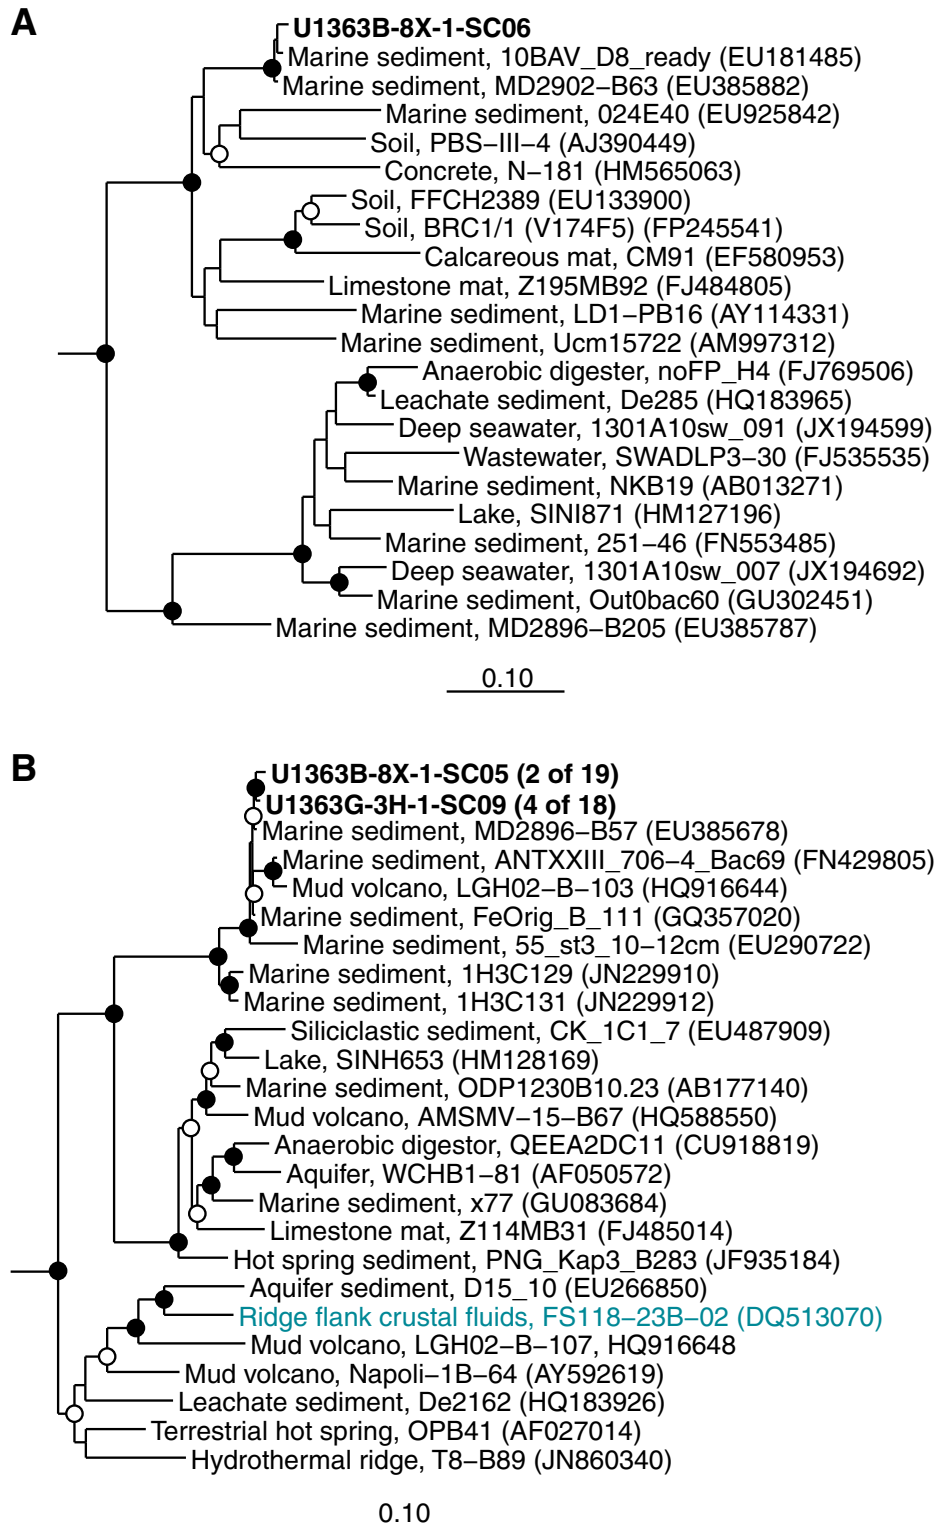 A
U1363B-8X-1-SC06
Marine sediment, 10BAV_D8_ready (EU181485)
Marine sediment, MD2902−B63 (EU385882)
Marine sediment, 024E40 (EU925842)
Soil, PBS−III−4 (AJ390449)
Concrete, N−181 (HM565063)
Soil, FFCH2389 (EU133900)
Soil, BRC1/1 (V174F5) (FP245541)
Calcareous mat, CM91 (EF580953)
Limestone mat, Z195MB92 (FJ484805)
Marine sediment, LD1−PB16 (AY114331)
Marine sediment, Ucm15722 (AM997312)
Anaerobic digester, noFP_H4 (FJ769506)
Leachate sediment, De285 (HQ183965)
Deep seawater, 1301A10sw_091 (JX194599)
Wastewater, SWADLP3−30 (FJ535535)
Marine sediment, NKB19 (AB013271)
Lake, SINI871 (HM127196)
Marine sediment, 251−46 (FN553485)
Deep seawater, 1301A10sw_007 (JX194692)
Marine sediment, Out0bac60 (GU302451)
Marine sediment, MD2896−B205 (EU385787)
0.10
B
U1363B-8X-1-SC05 (2 of 19)
U1363G-3H-1-SC09 (4 of 18)
Marine sediment, MD2896−B57 (EU385678)
Marine sediment, ANTXXIII_706−4_Bac69 (FN429805)
Mud volcano, LGH02−B−103 (HQ916644)
Marine sediment, FeOrig_B_111 (GQ357020)
Marine sediment, 55_st3_10−12cm (EU290722)
Marine sediment, 1H3C129 (JN229910)
Marine sediment, 1H3C131 (JN229912)
Siliciclastic sediment, CK_1C1_7 (EU487909)
Lake, SINH653 (HM128169)
Marine sediment, ODP1230B10.23 (AB177140)
Mud volcano, AMSMV−15−B67 (HQ588550)
Anaerobic digestor, QEEA2DC11 (CU918819)
Aquifer, WCHB1−81 (AF050572)
Marine sediment, x77 (GU083684)
Limestone mat, Z114MB31 (FJ485014)
Hot spring sediment, PNG_Kap3_B283 (JF935184)
Aquifer sediment, D15_10 (EU266850)
Ridge flank crustal fluids, FS118−23B−02 (DQ513070)
Mud volcano, LGH02−B−107, HQ916648
Mud volcano, Napoli−1B−64 (AY592619)
Leachate sediment, De2162 (HQ183926)
Terrestrial hot spring, OPB41 (AF027014)
Hydrothermal ridge, T8−B89 (JN860340)
0.10